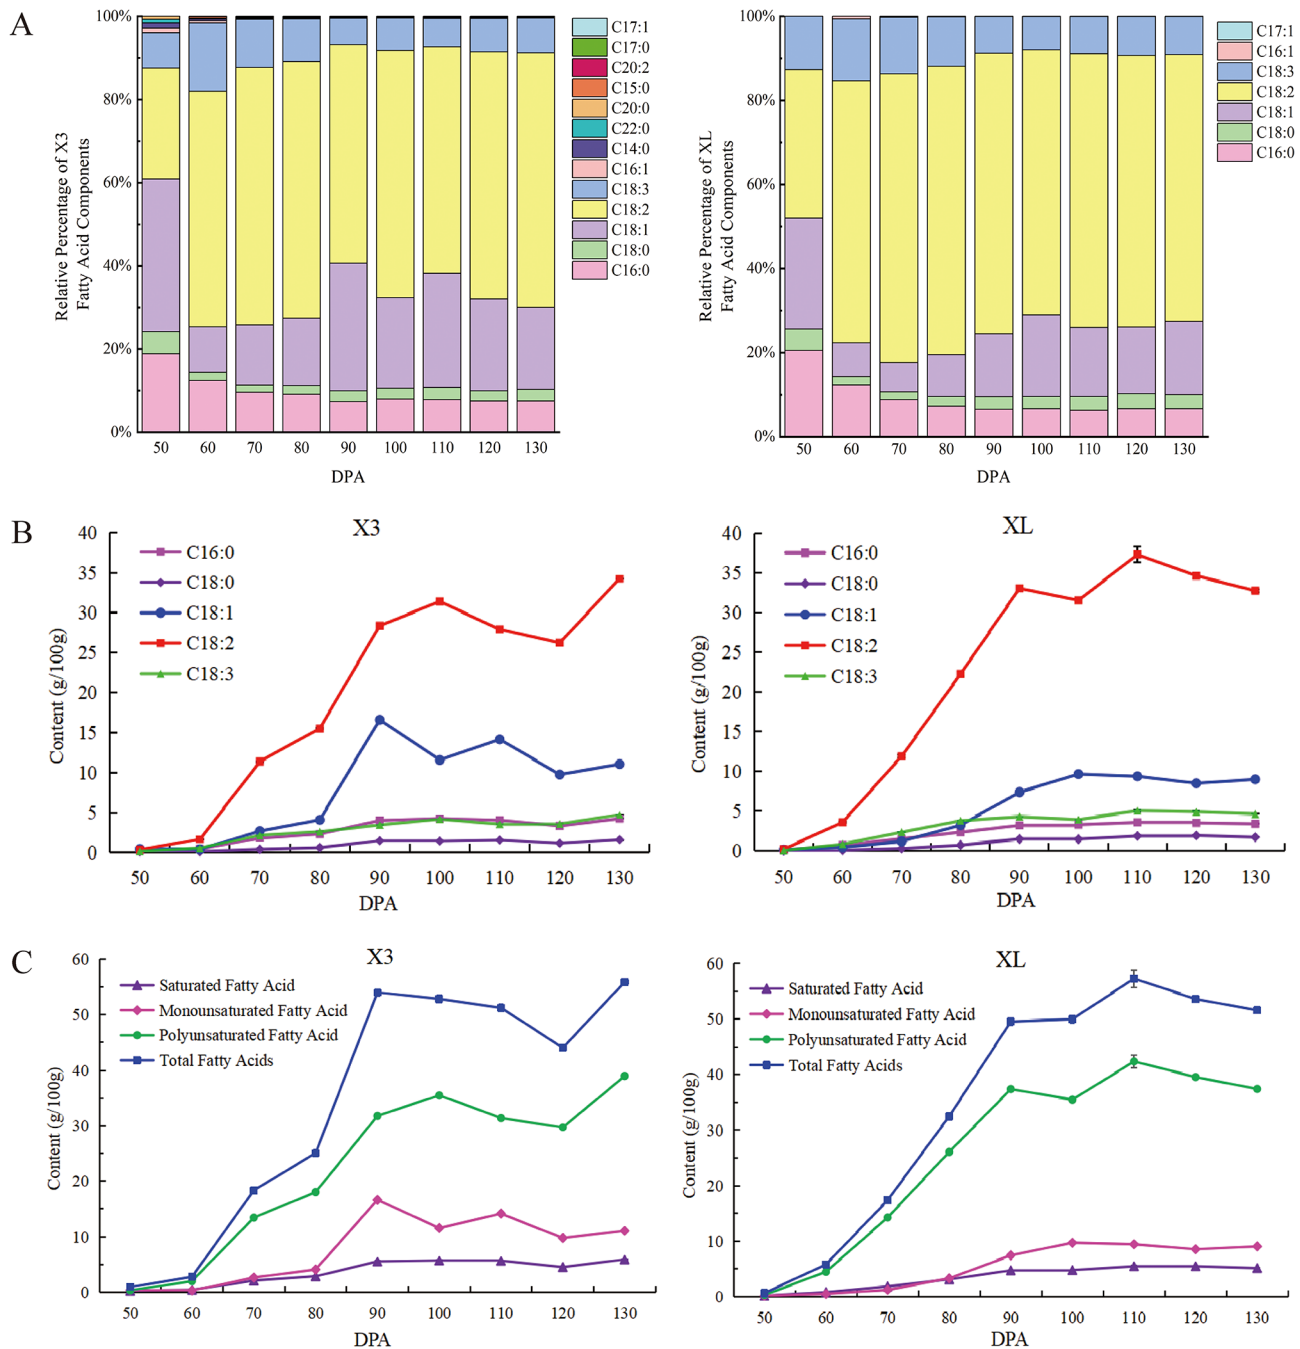 A
Relative Percentage of X3
Fatty Acid Components
100%
80%
60%
40%
20%
0%
50 60 70 80 90 100 110 120 130
DPA
C17:1
C17:0
C20:2
C15:0
C20:0
C22:0
C14:0
C16:1
C18:3
C18:2
C18:1
C18:0
C16:0
Relative Percentage of XL
Fatty Acid Components
100%
80%
60%
40%
20%
0%
50 60 70 80 90 100 110 120 130
DPA
C17:1
C16:1
C18:3
C18:2
C18:1
C18:0
C16:0
B
X3
Content (g/100g)
40
35
30
25
20
15
10
5
0
C16:0
C18:0
C18:1
C18:2
C18:3
50 60 70 80 90 100 110 120 130
DPA
XL
Content (g/100g)
40
35
30
25
20
15
10
5
0
C16:0
C18:0
C18:1
C18:2
C18:3
50 60 70 80 90 100 110 120 130
DPA
C
X3
Content (g/100g)
60
50
40
30
20
10
0
Saturated Fatty Acid
Monounsaturated Fatty Acid
Polyunsaturated Fatty Acid
Total Fatty Acids
50 60 70 80 90 100 110 120 130
DPA
XL
Content (g/100g)
60
50
40
30
20
10
0
Saturated Fatty Acid
Monounsaturated Fatty Acid
Polyunsaturated Fatty Acid
Total Fatty Acids
50 60 70 80 90 100 110 120 130
DPA